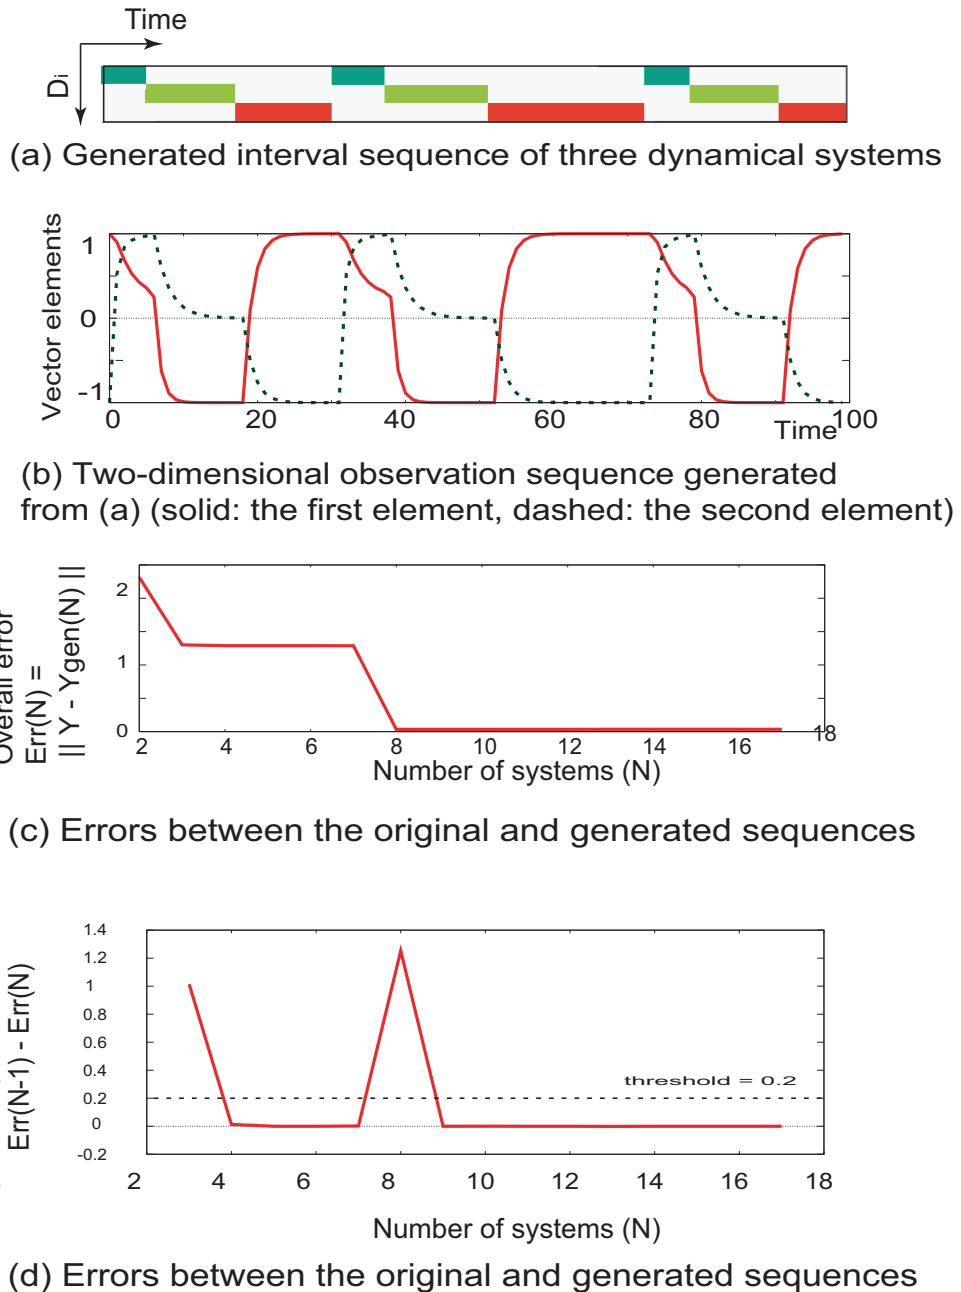 Time
Di
(a) Generated interval sequence of three dynamical systems
Vector elements
1
0
-1
0 20 40 60 80 100
Time
(b) Two-dimensional observation sequence generated
from (a) (solid: the first element, dashed: the second element)
Overall error
Err(N) =
|| Y - Ygen(N) ||
2
1
0
2 4 6 8 10 12 14 16 18
Number of systems (N)
(c) Errors between the original and generated sequences
Err(N-1) - Err(N)
1.4
1.2
1
0.8
0.6
0.4
0.2
0
-0.2
threshold = 0.2
2 4 6 8 10 12 14 16 18
Number of systems (N)
(d) Errors between the original and generated sequences